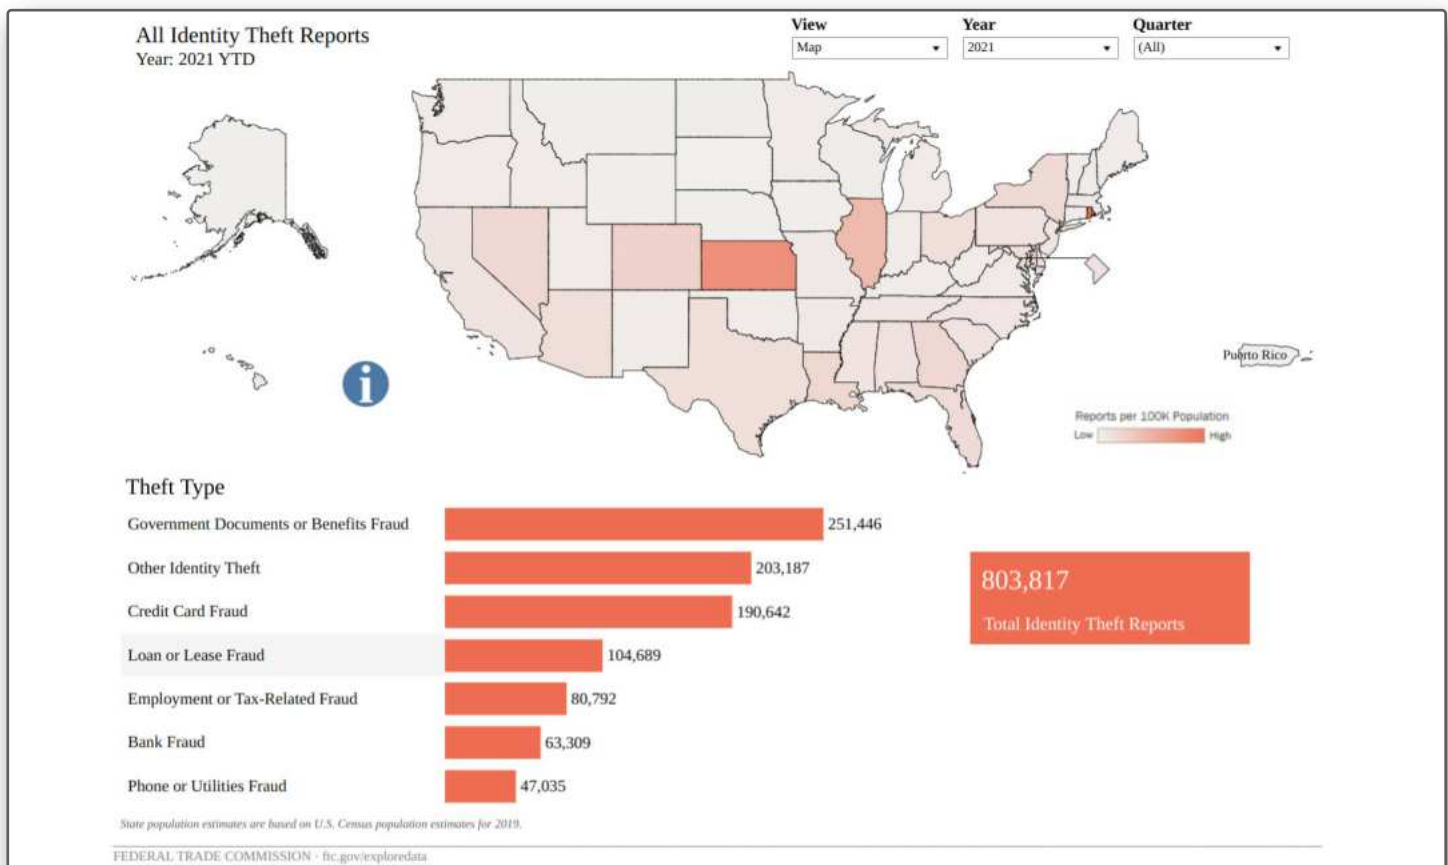 All Identity Theft Reports
Year: 2021 YTD
View
Year
Quarter
Map
2021
(All)
i
Puerto Rico
Reports per 100K Population
Low
High
Theft Type
Government Documents or Benefits Fraud
251,446
Other Identity Theft
203,187
Credit Card Fraud
190,642
Loan or Lease Fraud
104,689
Employment or Tax-Related Fraud
80,792
Bank Fraud
63,309
Phone or Utilities Fraud
47,035
803,817
Total Identity Theft Reports
State population estimates are based on U.S. Census population estimates for 2019.
FEDERAL TRADE COMMISSION · ftc.gov/exploredata